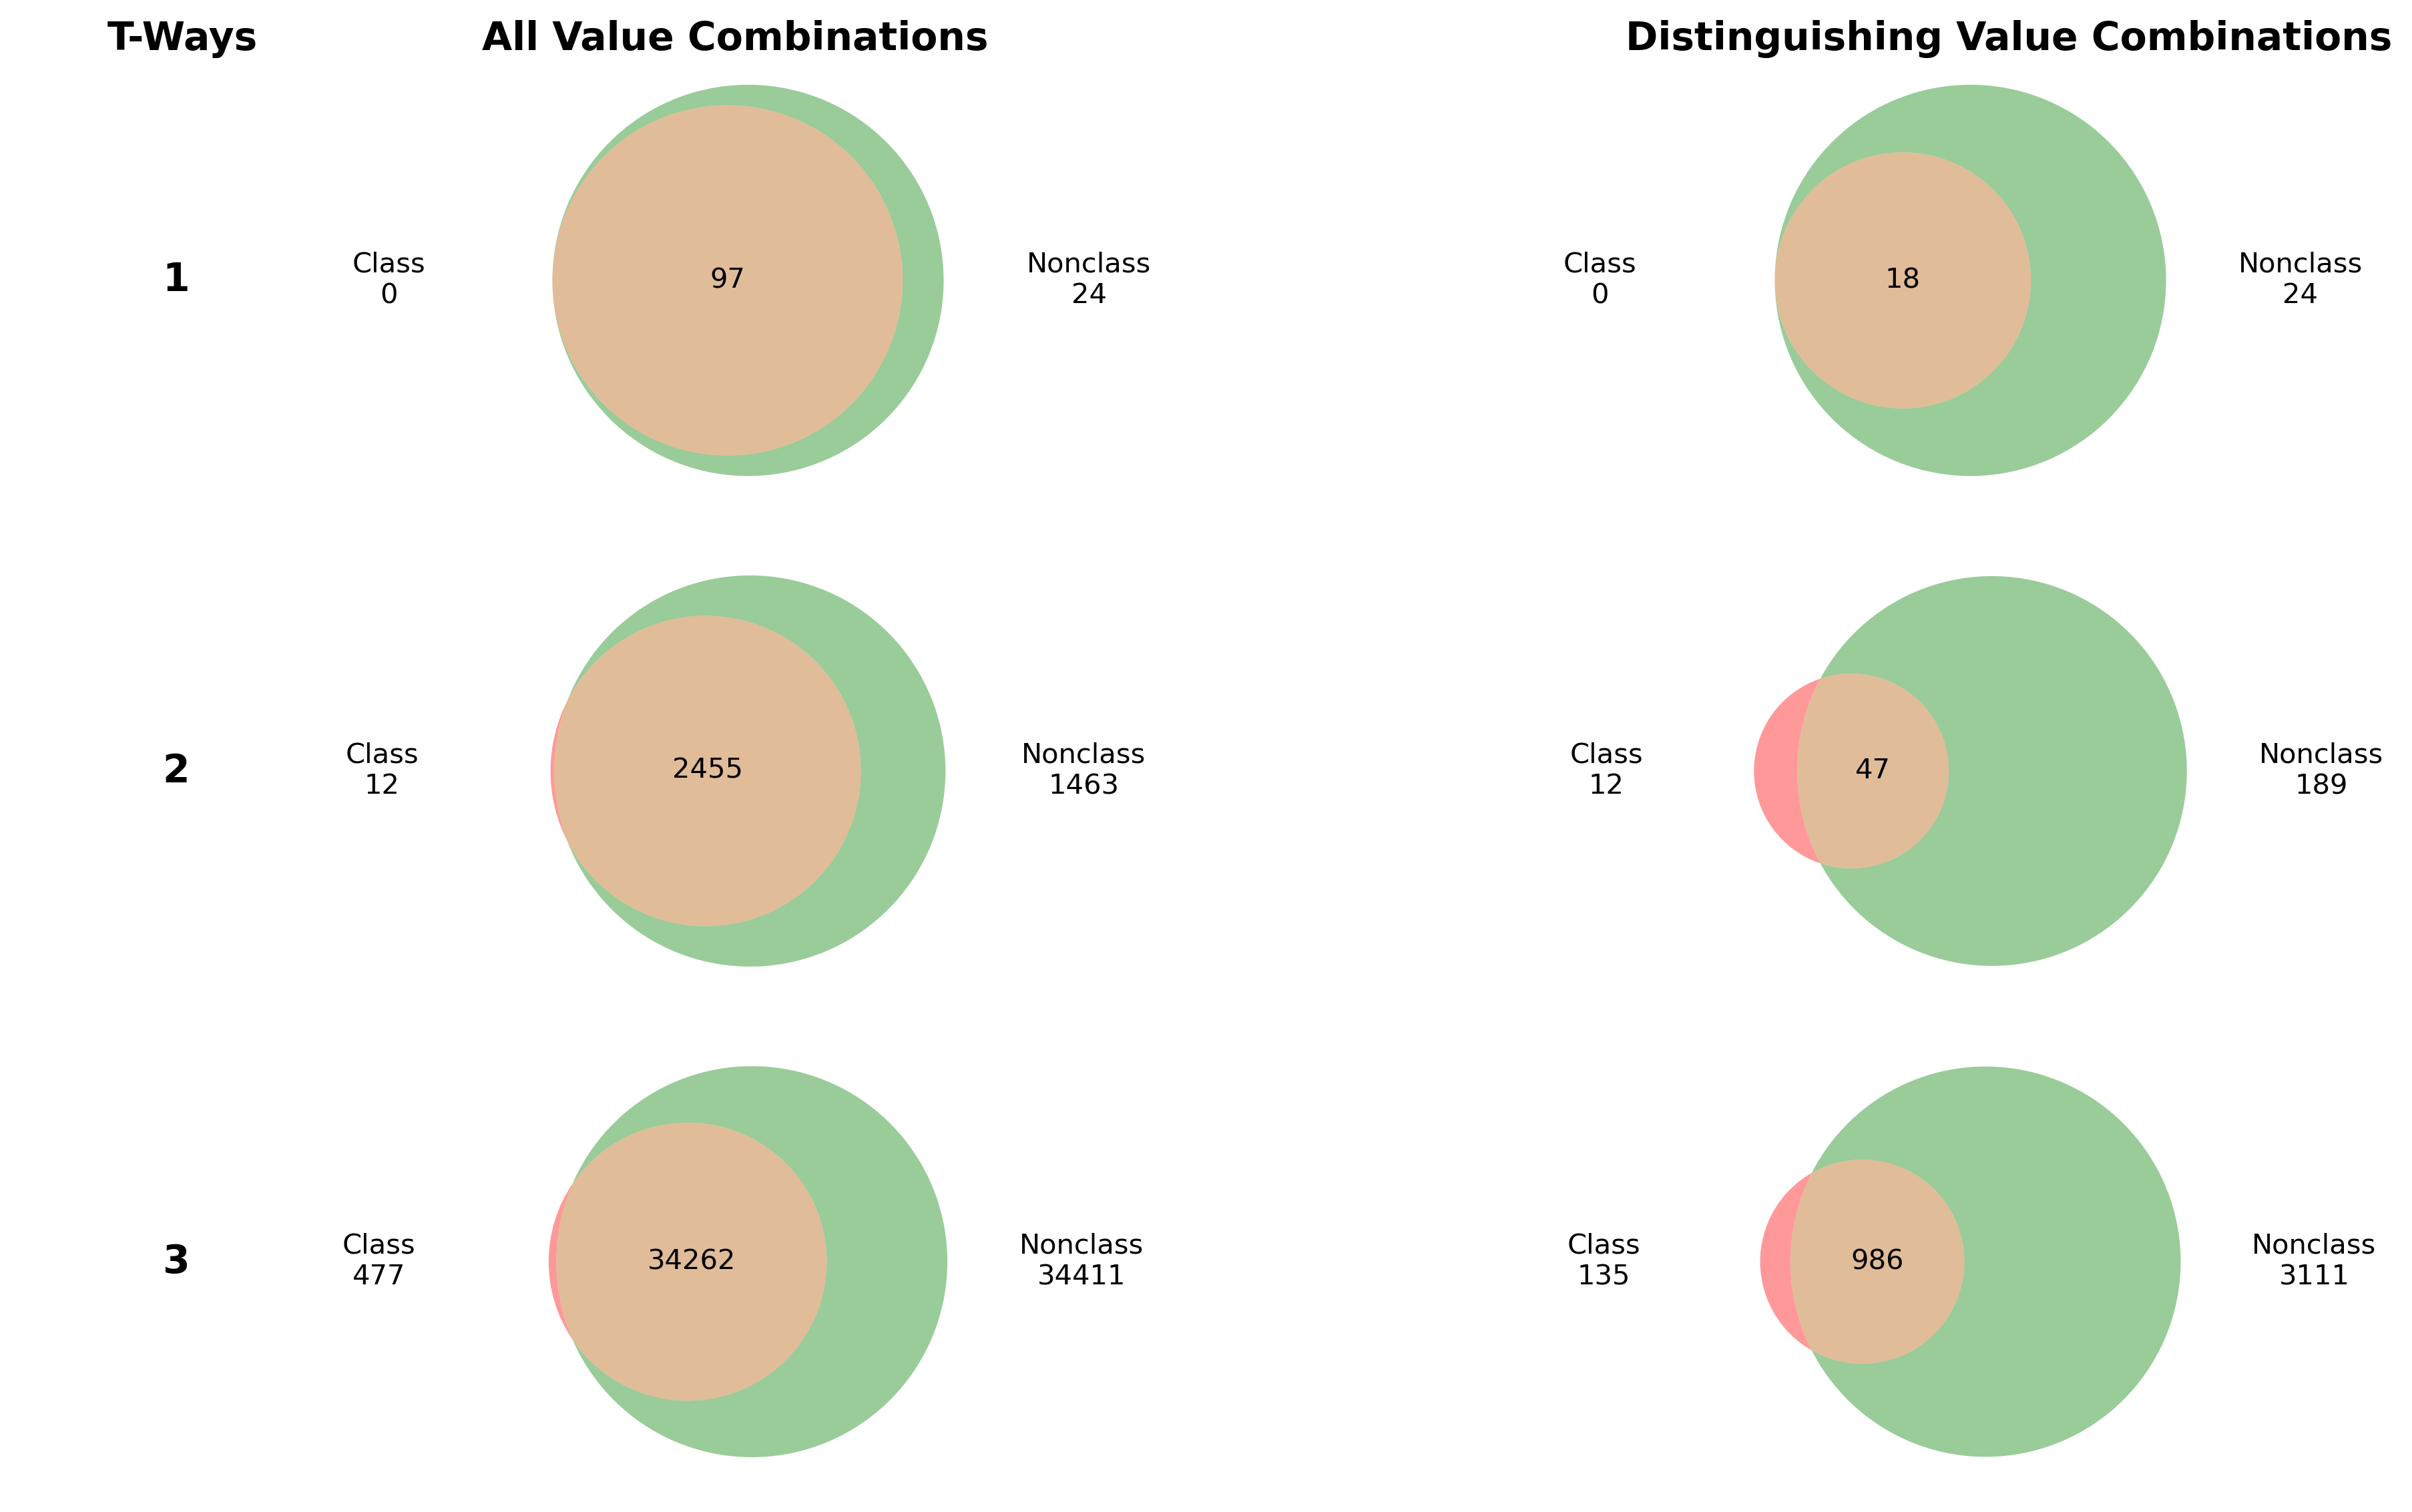 T-Ways
All Value Combinations
Distinguishing Value Combinations
1
Class
0
97
Nonclass
24
Class
0
18
Nonclass
24
2
Class
12
2455
Nonclass
1463
Class
12
47
Nonclass
189
3
Class
477
34262
Nonclass
34411
Class
135
986
Nonclass
3111